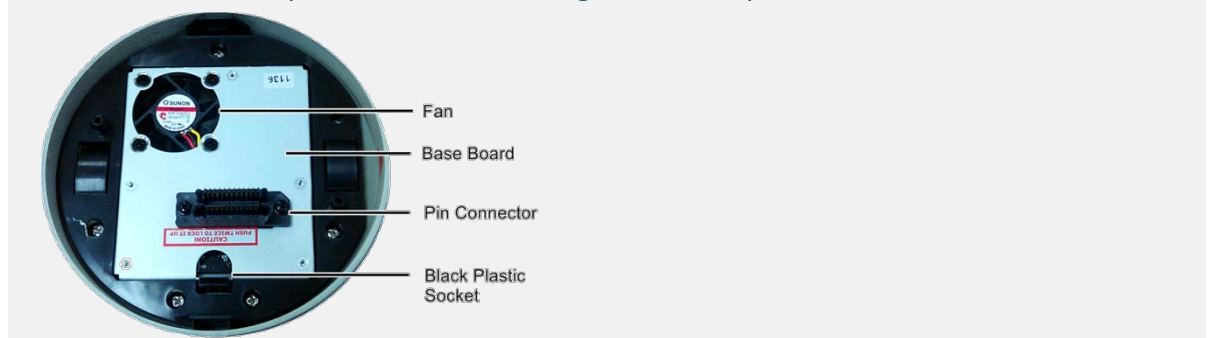 1136
SUNON
Fan
Base Board
Pin Connector
CAUTION!
PUSH TWICE TO LOCK IT UP
Black Plastic
Socket